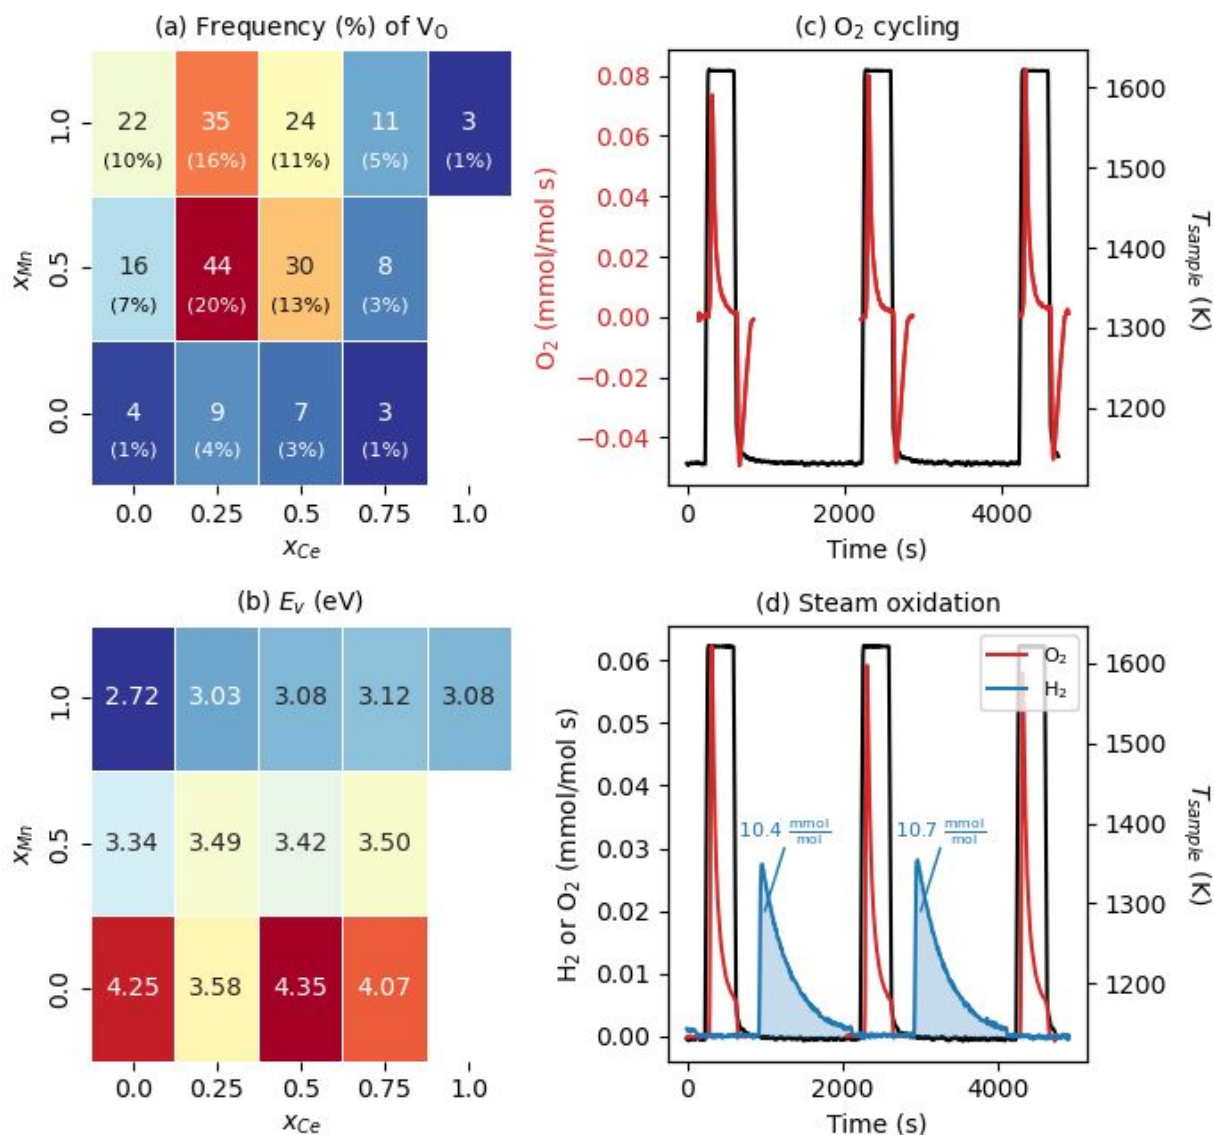 (a) Frequency (%) of V_O
1.0
22 35 24 11 3
(10%) (16%) (11%) (5%) (1%)
x_Mn
0.5
16 44 30 8
(7%) (20%) (13%) (3%)
0.0
4 9 7 3
(1%) (4%) (3%) (1%)
0.0 0.25 0.5 0.75 1.0
x_Ce
(c) O₂ cycling
O₂ (mmol/mol s)
0.08
0.06
0.04
0.02
0.00
−0.02
−0.04
1600
1500
1400
1300
1200
T_sample (K)
0 2000 4000
Time (s)
(b) E_v (eV)
1.0
2.72 3.03 3.08 3.12 3.08
x_Mn
0.5
3.34 3.49 3.42 3.50
0.0
4.25 3.58 4.35 4.07
0.0 0.25 0.5 0.75 1.0
x_Ce
(d) Steam oxidation
H₂ or O₂ (mmol/mol s)
0.06
0.05
0.04
0.03
0.02
0.01
0.00
O₂
H₂
10.4 mmol/mol
10.7 mmol/mol
1600
1500
1400
1300
1200
T_sample (K)
0 2000 4000
Time (s)